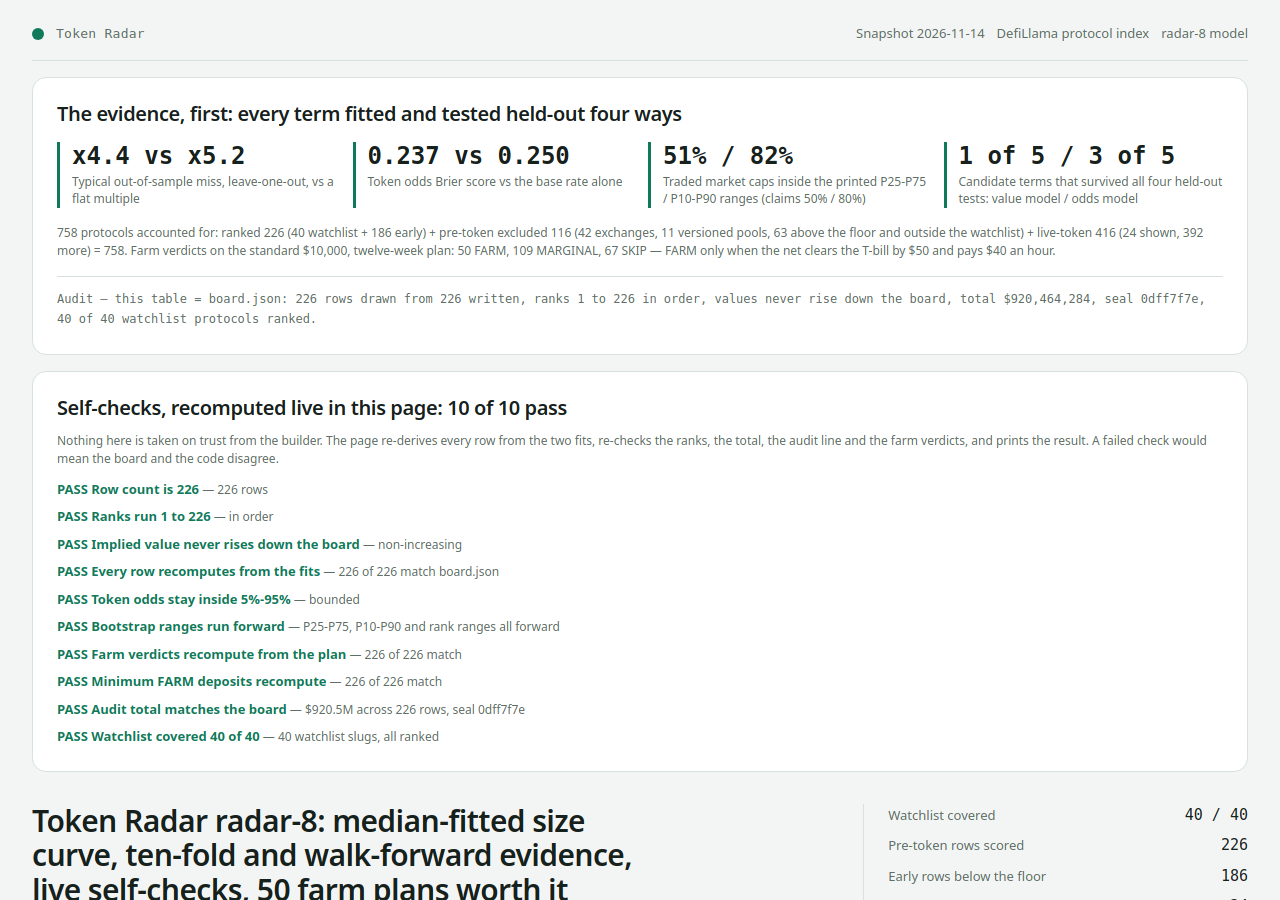 Token Radar
Snapshot 2026-11-14 DefiLlama protocol index radar-8 model
The evidence, first: every term fitted and tested held-out four ways
x4.4 vs x5.2
Typical out-of-sample miss, leave-one-out, vs a
flat multiple
0.237 vs 0.250
Token odds Brier score vs the base rate alone
51% / 82%
Traded market caps inside the printed P25-P75
/ P10-P90 ranges (claims 50% / 80%)
1 of 5 / 3 of 5
Candidate terms that survived all four held-out
tests: value model / odds model
758 protocols accounted for: ranked 226 (40 watchlist + 186 early) + pre-token excluded 116 (42 exchanges, 11 versioned pools, 63 above the floor and outside the watchlist) + live-token 416 (24 shown, 392
more) = 758. Farm verdicts on the standard $10,000, twelve-week plan: 50 FARM, 109 MARGINAL, 67 SKIP — FARM only when the net clears the T-bill by $50 and pays $40 an hour.
Audit — this table = board.json: 226 rows drawn from 226 written, ranks 1 to 226 in order, values never rise down the board, total $920,464,284, seal 0dff7f7e,
40 of 40 watchlist protocols ranked.
Self-checks, recomputed live in this page: 10 of 10 pass
Nothing here is taken on trust from the builder. The page re-derives every row from the two fits, re-checks the ranks, the total, the audit line and the farm verdicts, and prints the result. A failed check would
mean the board and the code disagree.
PASS Row count is 226 — 226 rows
PASS Ranks run 1 to 226 — in order
PASS Implied value never rises down the board — non-increasing
PASS Every row recomputes from the fits — 226 of 226 match board.json
PASS Token odds stay inside 5%-95% — bounded
PASS Bootstrap ranges run forward — P25-P75, P10-P90 and rank ranges all forward
PASS Farm verdicts recompute from the plan — 226 of 226 match
PASS Minimum FARM deposits recompute — 226 of 226 match
PASS Audit total matches the board — $920.5M across 226 rows, seal 0dff7f7e
PASS Watchlist covered 40 of 40 — 40 watchlist slugs, all ranked
Token Radar radar-8: median-fitted size
curve, ten-fold and walk-forward evidence,
live self-checks, 50 farm plans worth it
Watchlist covered 40 / 40
Pre-token rows scored 226
Early rows below the floor 186